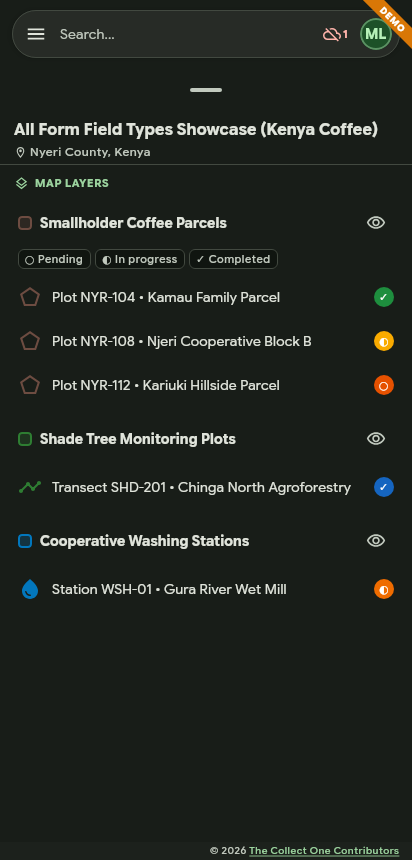 DEMO
Search...
1
ML
All Form Field Types Showcase (Kenya Coffee)
Nyeri County, Kenya
MAP LAYERS
Smallholder Coffee Parcels
Pending In progress ✓ Completed
Plot NYR-104 • Kamau Family Parcel
Plot NYR-108 • Njeri Cooperative Block B
Plot NYR-112 • Kariuki Hillside Parcel
Shade Tree Monitoring Plots
Transect SHD-201 • Chinga North Agroforestry
Cooperative Washing Stations
Station WSH-01 • Gura River Wet Mill
© 2026 The Collect One Contributors